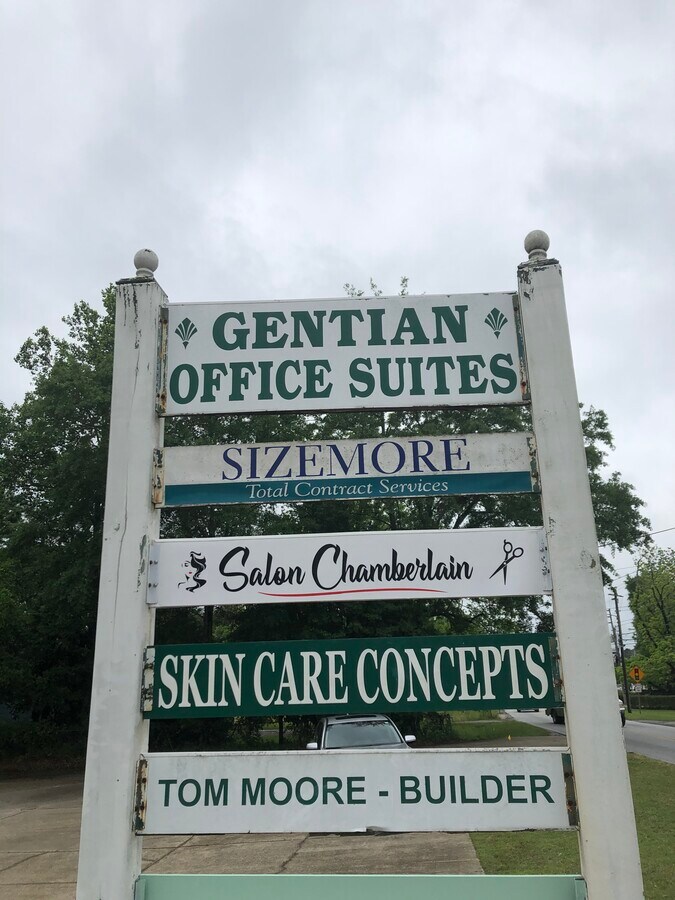 GENTIAN
OFFICE SUITES
SIZEMORE
Total Contract Services
Salon Chamberlain
SKIN CARE CONCEPTS
TOM MOORE - BUILDER